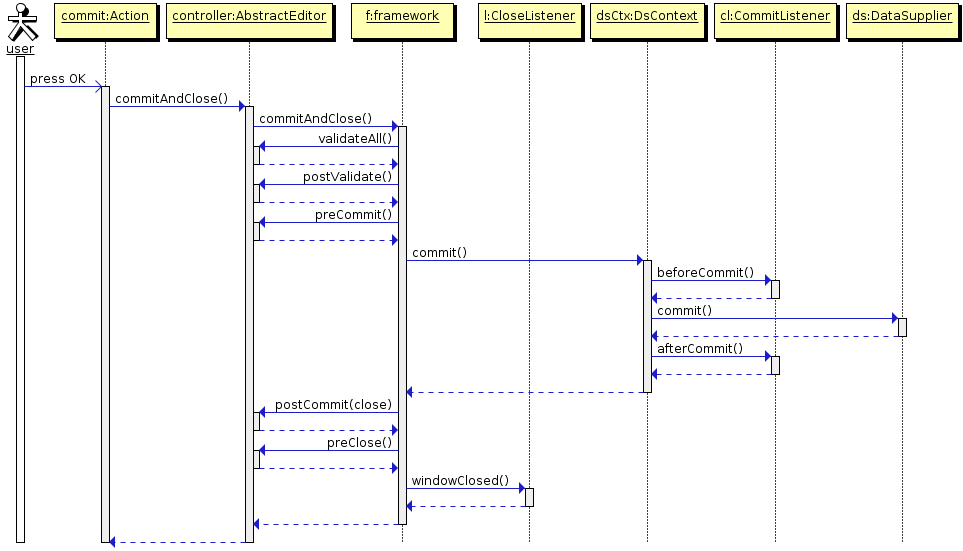 commit:Action
controller:AbstractEditor
f:framework
l:CloseListener
dsCtx:DsContext
cl:CommitListener
ds:DataSupplier
user
press OK
commitAndClose()
commitAndClose()
validateAll()
postValidate()
preCommit()
commit()
beforeCommit()
commit()
afterCommit()
postCommit(close)
preClose()
windowClosed()